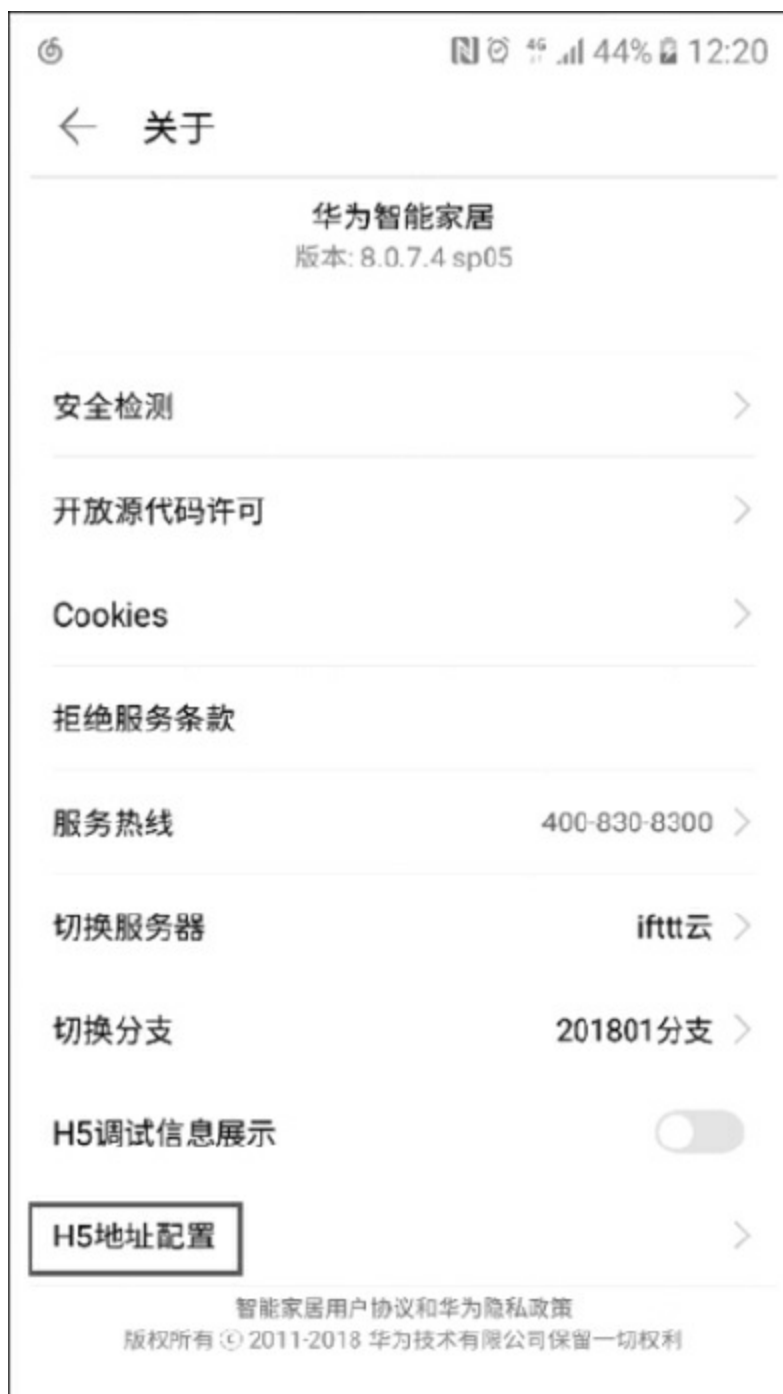 4G 44% 12:20
关于
华为智能家居
版本: 8.0.7.4 sp05
安全检测
开放源代码许可
Cookies
拒绝服务条款
服务热线 400-830-8300
切换服务器 ifttt云
切换分支 201801分支
H5调试信息展示
H5地址配置
智能家居用户协议和华为隐私政策
版权所有 ⓒ 2011-2018 华为技术有限公司保留一切权利